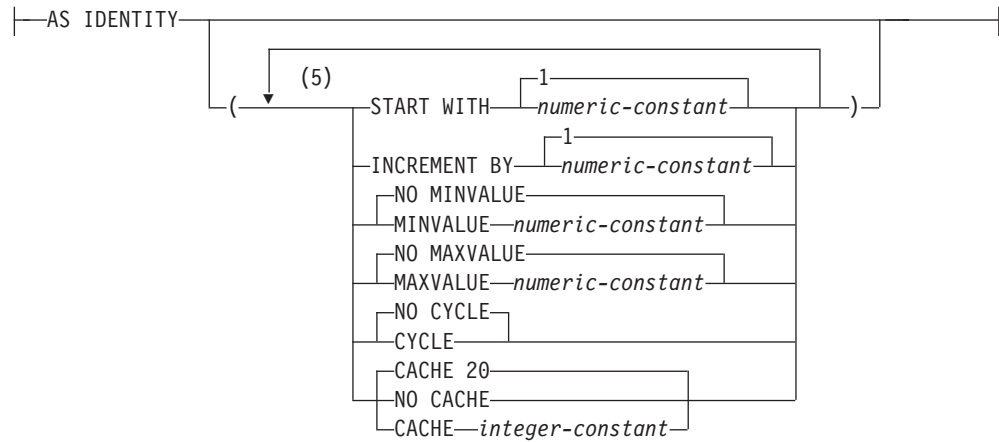 AS IDENTITY
(5)
1
( START WITH numeric-constant )
1
INCREMENT BY numeric-constant
NO MINVALUE
MINVALUE numeric-constant
NO MAXVALUE
MAXVALUE numeric-constant
NO CYCLE
CYCLE
CACHE 20
NO CACHE
CACHE integer-constant